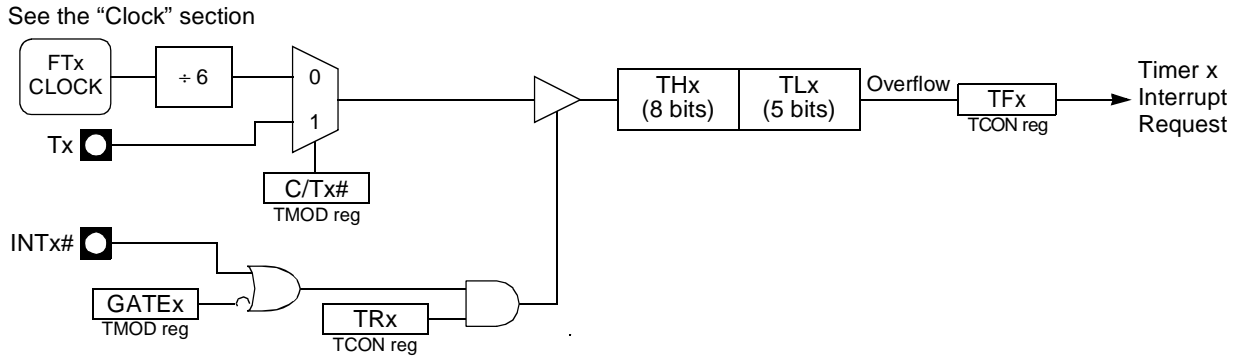 See the “Clock” section
FTx
CLOCK
÷ 6
0
1
Tx
C/Tx#
TMOD reg
THx
(8 bits)
TLx
(5 bits)
Overflow
TFx
TCON reg
Timer x
Interrupt
Request
INTx#
GATEx
TMOD reg
TRx
TCON reg